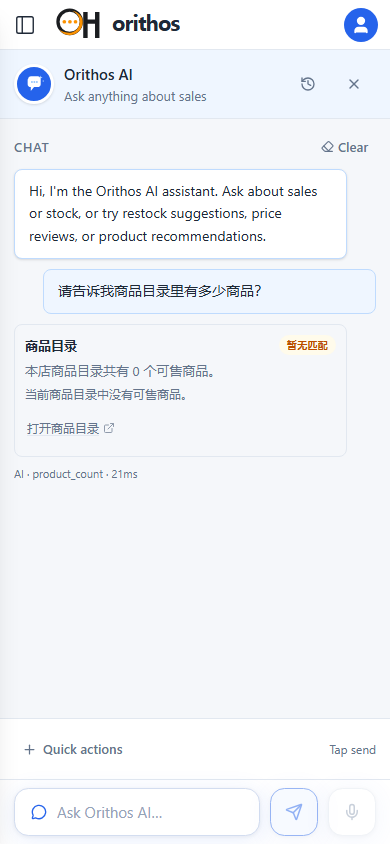 OH orithos
Orithos AI
Ask anything about sales
CHAT
Clear
Hi, I'm the Orithos AI assistant. Ask about sales
or stock, or try restock suggestions, price
reviews, or product recommendations.
请告诉我商品目录里有多少商品?
商品目录
暂无匹配
本店商品目录共有 0 个可售商品。
当前商品目录中没有可售商品。
打开商品目录
AI · product_count · 21ms
Quick actions
Tap send
Ask Orithos AI...